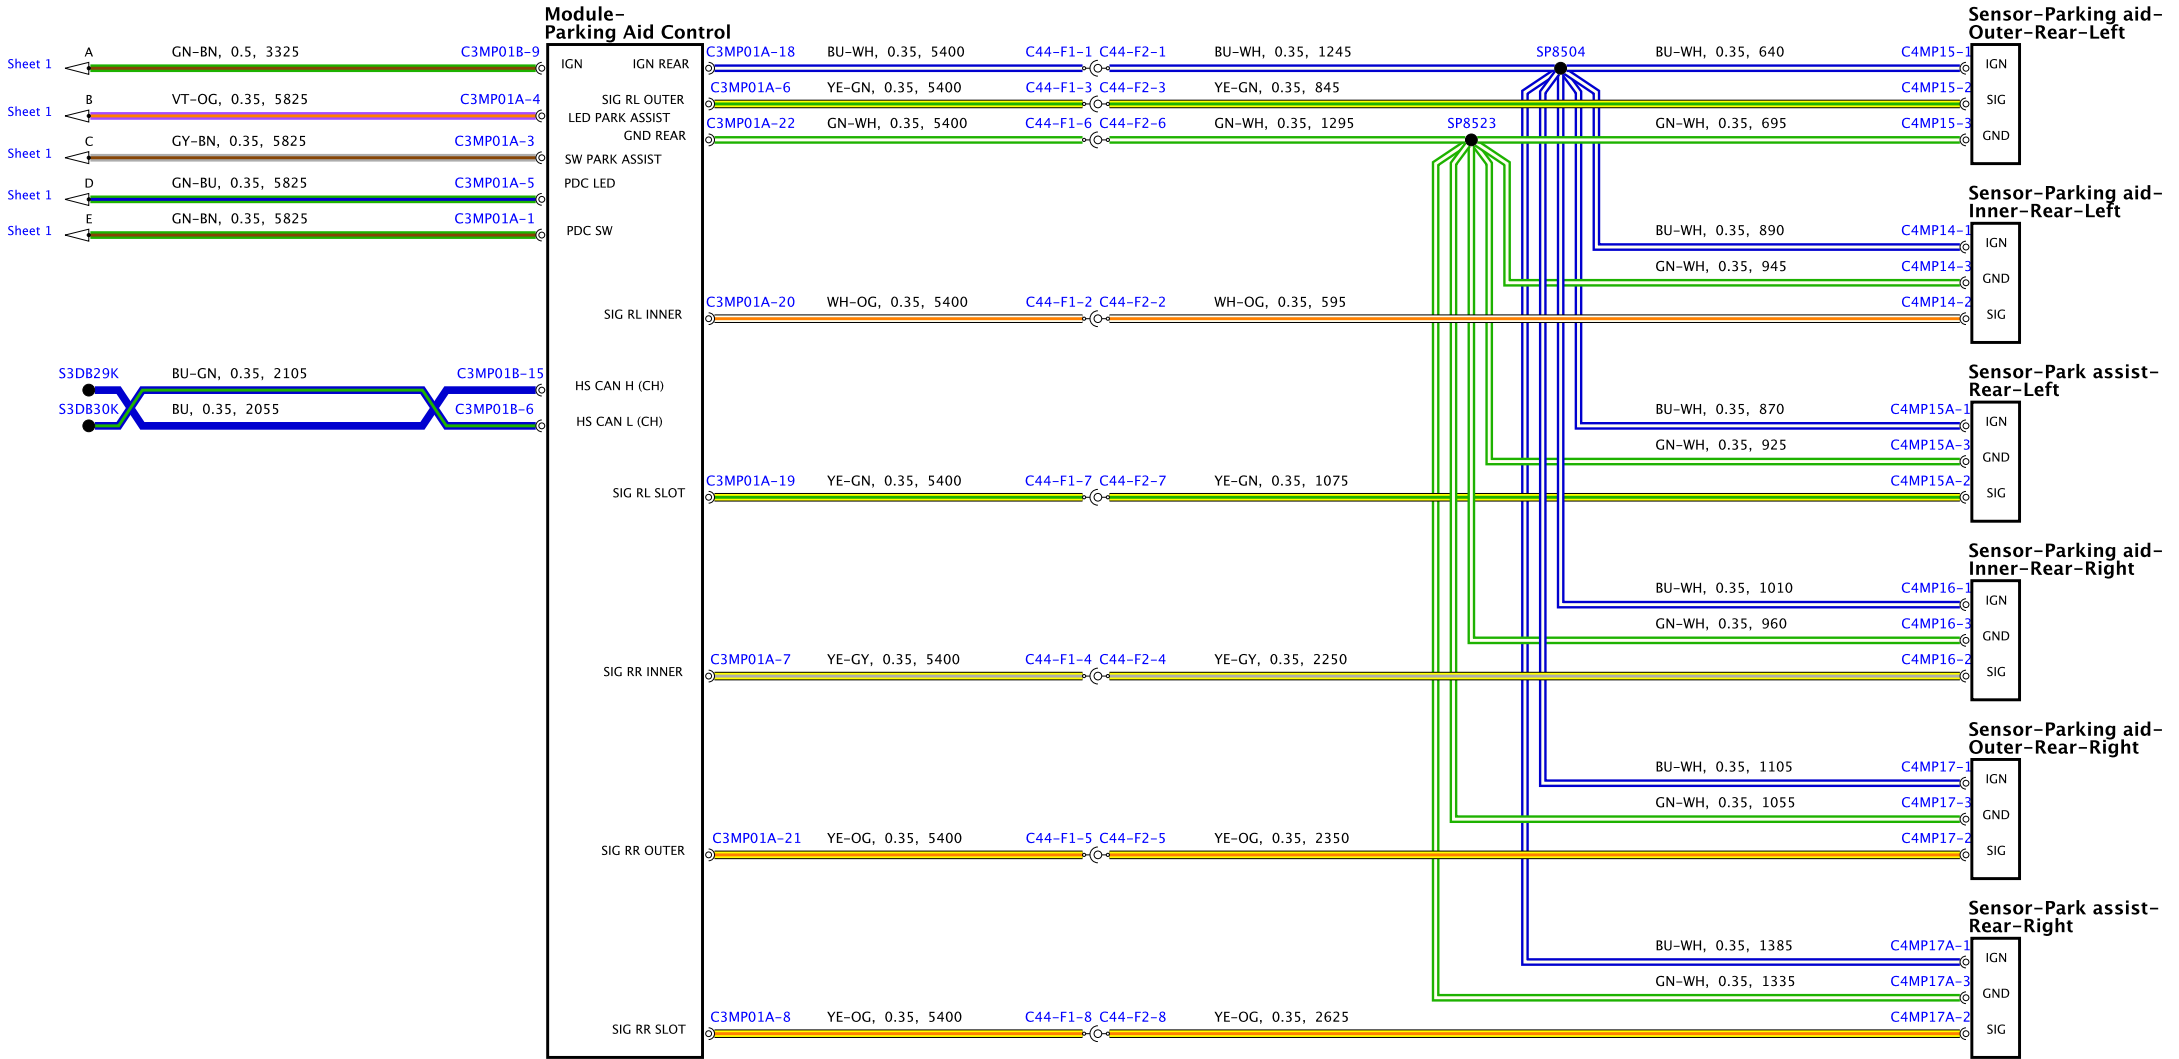 Module-
Parking Aid Control
Sensor-Parking aid-
Outer-Rear-Left
A GN-BN, 0.5, 3325 C3MP01B-9
Sheet 1 IGN IGN REAR
C3MP01A-18 BU-WH, 0.35, 5400 C44-F1-1 C44-F2-1 BU-WH, 0.35, 1245 SP8504 BU-WH, 0.35, 640 C4MP15-1
IGN
B VT-OG, 0.35, 5825 C3MP01A-4
Sheet 1 LED PARK ASSIST
SIG RL OUTER C3MP01A-6 YE-GN, 0.35, 5400 C44-F1-3 C44-F2-3 YE-GN, 0.35, 845 C4MP15-2
SIG
C GY-BN, 0.35, 5825 C3MP01A-3
Sheet 1 SW PARK ASSIST
GND REAR C3MP01A-22 GN-WH, 0.35, 5400 C44-F1-6 C44-F2-6 GN-WH, 0.35, 1295 SP8523 GN-WH, 0.35, 695 C4MP15-3
GND
D GN-BU, 0.35, 5825 C3MP01A-5
Sheet 1 PDC LED
E GN-BN, 0.35, 5825 C3MP01A-1
Sheet 1 PDC SW
Sensor-Parking aid-
Inner-Rear-Left
BU-WH, 0.35, 890 C4MP14-1
IGN
GN-WH, 0.35, 945 C4MP14-3
GND
SIG RL INNER C3MP01A-20 WH-OG, 0.35, 5400 C44-F1-2 C44-F2-2 WH-OG, 0.35, 595 C4MP14-2
SIG
S3DB29K BU-GN, 0.35, 2105 C3MP01B-15
HS CAN H (CH)
S3DB30K BU, 0.35, 2055 C3MP01B-6
HS CAN L (CH)
Sensor-Park assist-
Rear-Left
BU-WH, 0.35, 870 C4MP15A-1
IGN
GN-WH, 0.35, 925 C4MP15A-3
GND
SIG RL SLOT C3MP01A-19 YE-GN, 0.35, 5400 C44-F1-7 C44-F2-7 YE-GN, 0.35, 1075 C4MP15A-2
SIG
Sensor-Parking aid-
Inner-Rear-Right
BU-WH, 0.35, 1010 C4MP16-1
IGN
GN-WH, 0.35, 960 C4MP16-3
GND
SIG RR INNER C3MP01A-7 YE-GY, 0.35, 5400 C44-F1-4 C44-F2-4 YE-GY, 0.35, 2250 C4MP16-2
SIG
Sensor-Parking aid-
Outer-Rear-Right
BU-WH, 0.35, 1105 C4MP17-1
IGN
GN-WH, 0.35, 1055 C4MP17-3
GND
SIG RR OUTER C3MP01A-21 YE-OG, 0.35, 5400 C44-F1-5 C44-F2-5 YE-OG, 0.35, 2350 C4MP17-2
SIG
Sensor-Park assist-
Rear-Right
BU-WH, 0.35, 1385 C4MP17A-1
IGN
GN-WH, 0.35, 1335 C4MP17A-3
GND
SIG RR SLOT C3MP01A-8 YE-OG, 0.35, 5400 C44-F1-8 C44-F2-8 YE-OG, 0.35, 2625 C4MP17A-2
SIG